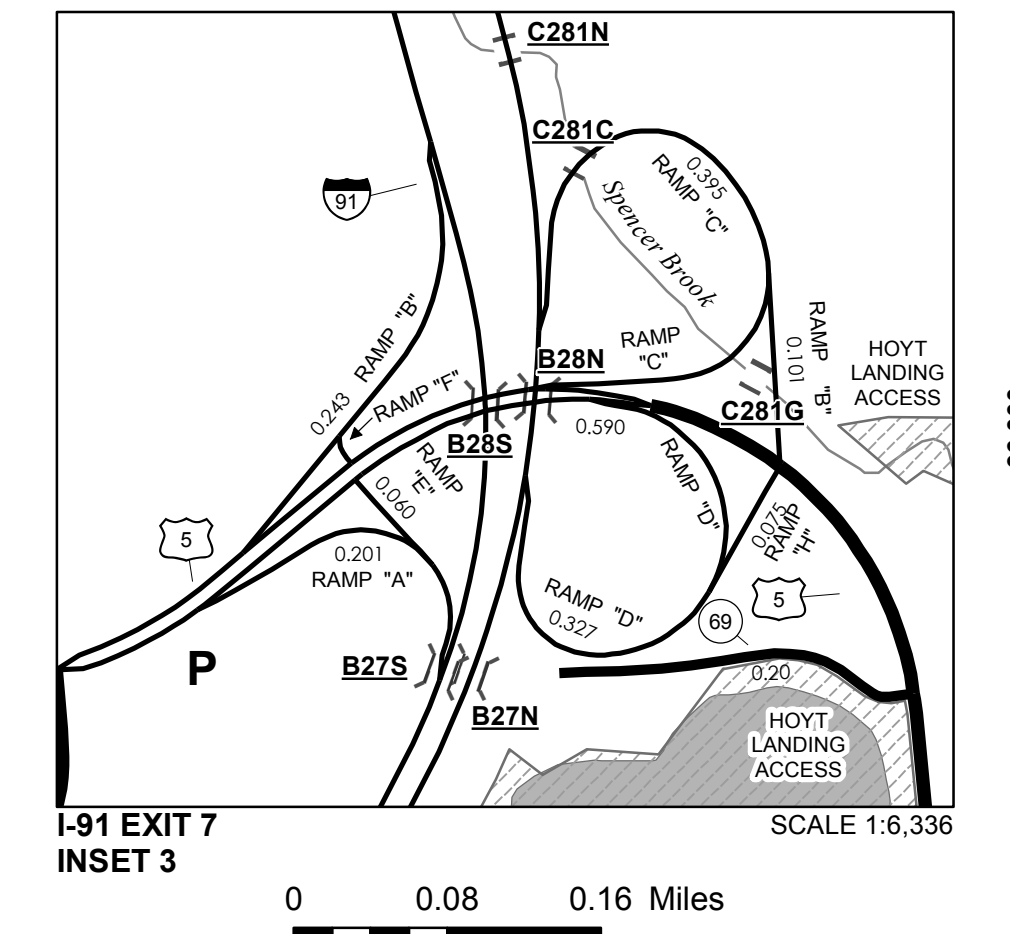 C281N
C281C
91
0.395
RAMP "C"
Spencer Brook
RAMP "B"
0.243
RAMP "F"
B28N
RAMP
"C"
RAMP "B"
0.101
HOYT
LANDING
ACCESS
C281G
B28S
0.590
RAMP
"E"
0.060
RAMP "D"
0.075
RAMP
"H"
5
0.201
RAMP "A"
RAMP "D"
0.327
5
69
P
B27S
0.20
B27N
HOYT
LANDING
ACCESS
I-91 EXIT 7
SCALE 1:6,336
INSET 3
0 0.08 0.16 Miles